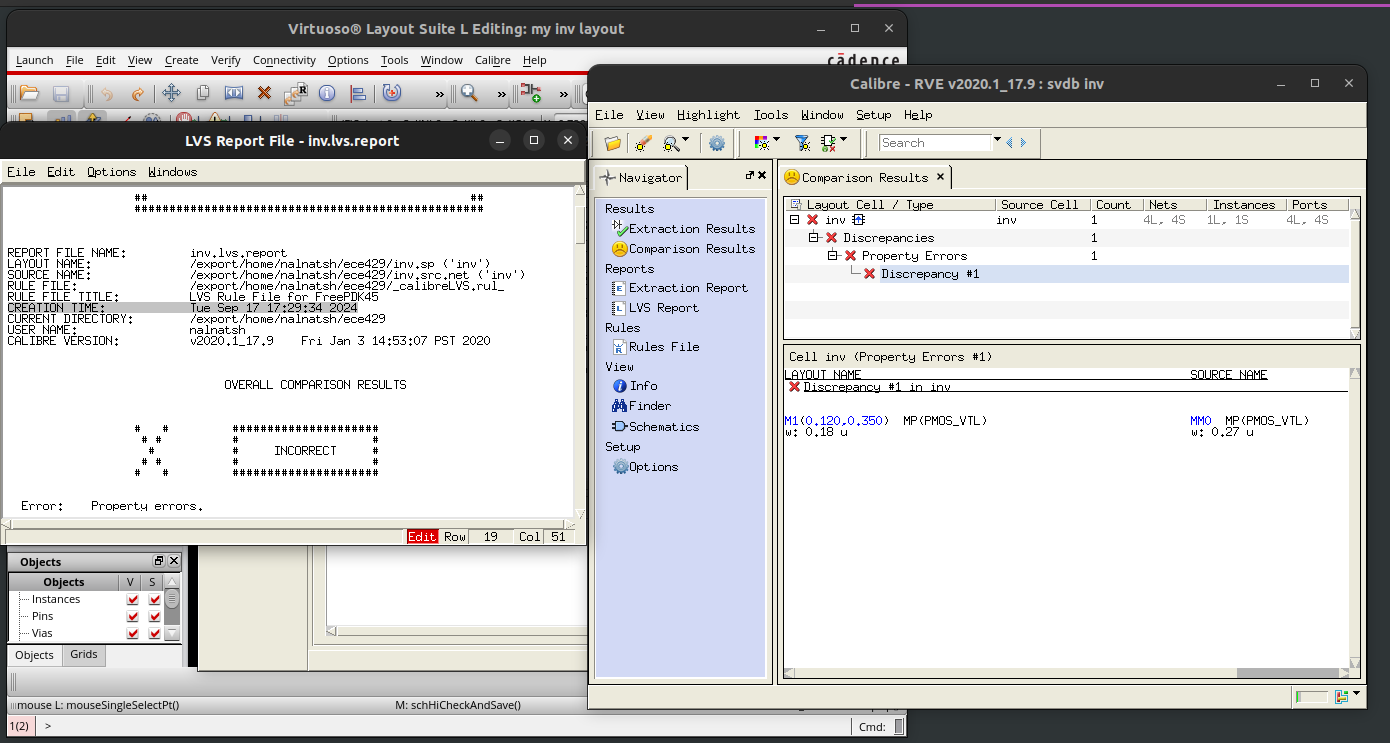 Virtuoso® Layout Suite L Editing: my inv layout
Launch File Edit View Create Verify Connectivity Options Tools Window Calibre Help
cādence
LVS Report File - inv.lvs.report
File Edit Options Windows
## ##
##################################################
REPORT FILE NAME: inv.lvs.report
LAYOUT NAME: /export/home/nalnatsh/ece429/inv.sp ('inv')
SOURCE NAME: /export/home/nalnatsh/ece429/inv.src.net ('inv')
RULE FILE: /export/home/nalnatsh/ece429/_calibreLVS.rul_
RULE FILE TITLE: LVS Rule File for FreePDK45
CREATION TIME: Tue Sep 17 17:29:34 2024
CURRENT DIRECTORY: /export/home/nalnatsh/ece429
USER NAME: nalnatsh
CALIBRE VERSION: v2020.1_17.9 Fri Jan 3 14:53:07 PST 2020
OVERALL COMPARISON RESULTS
# # #####################
# # # #
# # INCORRECT #
# # # #
# # #####################
Error: Property errors.
Edit Row 19 Col 51
Objects
Objects V S
Instances
Pins
Vias
Objects Grids
mouse L: mouseSingleSelectPt() M: schHiCheckAndSave()
1(2) > Cmd:
Calibre - RVE v2020.1_17.9 : svdb inv
File View Highlight Tools Window Setup Help
Search
Navigator
Results
Extraction Results
Comparison Results
Reports
Extraction Report
LVS Report
Rules
Rules File
View
Info
Finder
Schematics
Setup
Options
Comparison Results
Layout Cell / Type Source Cell Count Nets Instances Ports
inv inv 1 4L, 4S 1L, 1S 4L, 4S
Discrepancies 1
Property Errors 1
Discrepancy #1
Cell inv (Property Errors #1)
LAYOUT NAME SOURCE NAME
Discrepancy #1 in inv
M1(0.120,0.350) MP(PMOS_VTL) MM0 MP(PMOS_VTL)
w: 0.18 u w: 0.27 u